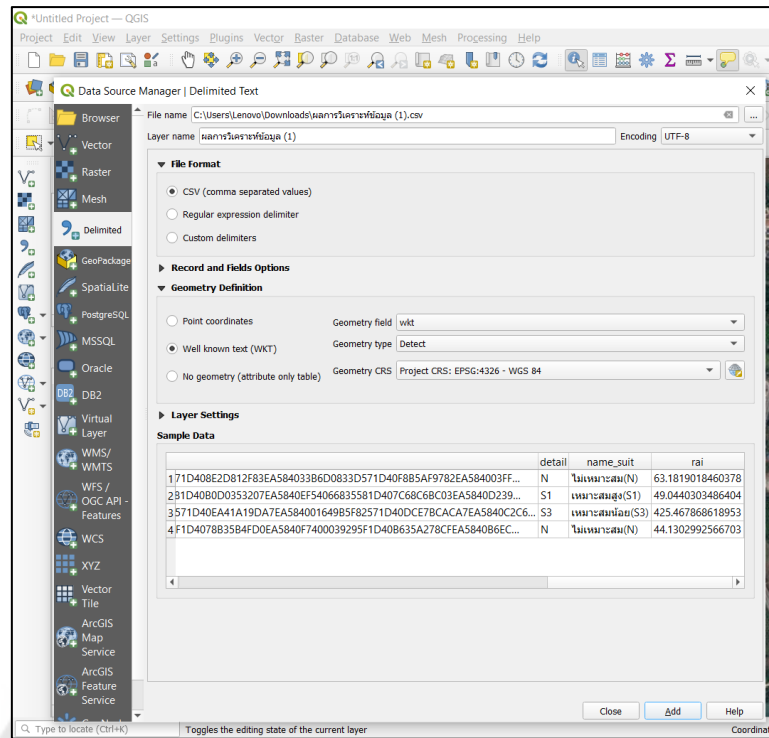 *Untitled Project — QGIS
Project Edit View Layer Settings Plugins Vector Raster Database Web Mesh Processing Help
Data Source Manager | Delimited Text
Browser
Vector
Raster
Mesh
Delimited
GeoPackage
SpatiaLite
PostgreSQL
MSSQL
Oracle
DB2
Virtual
Layer
WMS/
WMTS
WFS /
OGC API -
Features
WCS
XYZ
Vector
Tile
ArcGIS
Map
Service
ArcGIS
Feature
Service
File name C:\Users\Lenovo\Downloads\ผลการวิเคราะห์ข้อมูล (1).csv ...
Layer name ผลการวิเคราะห์ข้อมูล (1) Encoding UTF-8
File Format
CSV (comma separated values)
Regular expression delimiter
Custom delimiters
Record and Fields Options
Geometry Definition
Point coordinates Geometry field wkt
Well known text (WKT) Geometry type Detect
No geometry (attribute only table) Geometry CRS Project CRS: EPSG:4326 - WGS 84
Layer Settings
Sample Data
detail name_suit rai
1 71D408E2D812F83EA584033B6D0833D571D40F8B5AF9782EA584003FF... N ไม่เหมาะสม(N) 63.1819018460378
2 81D40B0D0353207EA5840EF54066835581D407C68C6BC03EA5840D239... S1 เหมาะสมสูง(S1) 49.0440303486404
3 571D40EA41A19DA7EA584001649B5F82571D40DCE7BCACA7EA5840C2C6... S3 เหมาะสมน้อย(S3) 425.467868618953
4 F1D4078B35B4FD0EA5840F7400039295F1D40B635A278CFEA5840B6EC... N ไม่เหมาะสม(N) 44.1302992566703
Close Add Help
Type to locate (Ctrl+K) Toggles the editing state of the current layer Coordinat